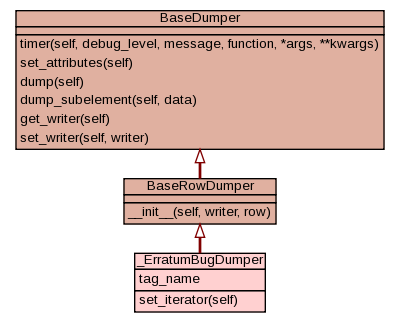 BaseDumper
timer(self, debug_level, message, function, *args, **kwargs)
set_attributes(self)
dump(self)
dump_subelement(self, data)
get_writer(self)
set_writer(self, writer)
BaseRowDumper
__init__(self, writer, row)
_ErratumBugDumper
tag_name
set_iterator(self)